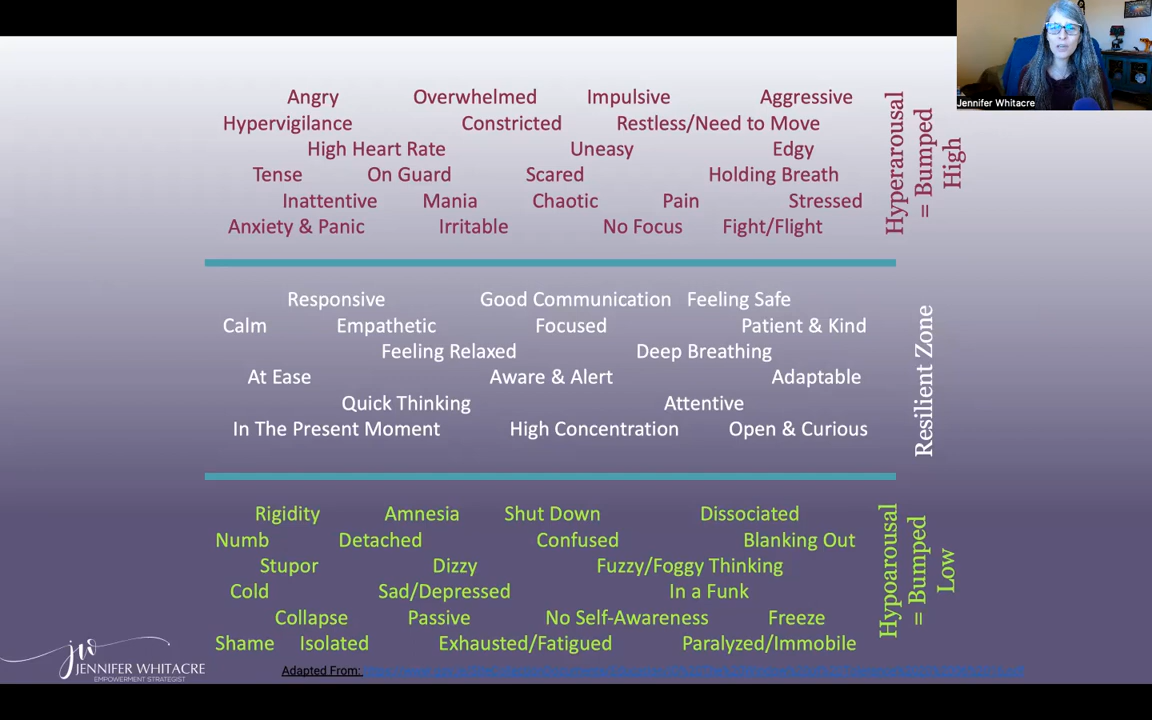 Jennifer Whitacre
Angry Overwhelmed Impulsive Aggressive
Hypervigilance Constricted Restless/Need to Move
High Heart Rate Uneasy Edgy
Tense On Guard Scared Holding Breath
Inattentive Mania Chaotic Pain Stressed
Anxiety & Panic Irritable No Focus Fight/Flight
Hyperarousal
= Bumped
High
Responsive Good Communication Feeling Safe
Calm Empathetic Focused Patient & Kind
Feeling Relaxed Deep Breathing
At Ease Aware & Alert Adaptable
Quick Thinking Attentive
In The Present Moment High Concentration Open & Curious
Resilient Zone
Rigidity Amnesia Shut Down Dissociated
Numb Detached Confused Blanking Out
Stupor Dizzy Fuzzy/Foggy Thinking
Cold Sad/Depressed In a Funk
Collapse Passive No Self-Awareness Freeze
Shame Isolated Exhausted/Fatigued Paralyzed/Immobile
Hypoarousal
= Bumped
Low
jw
JENNIFER WHITACRE
EMPOWERMENT STRATEGIST
Adapted From: